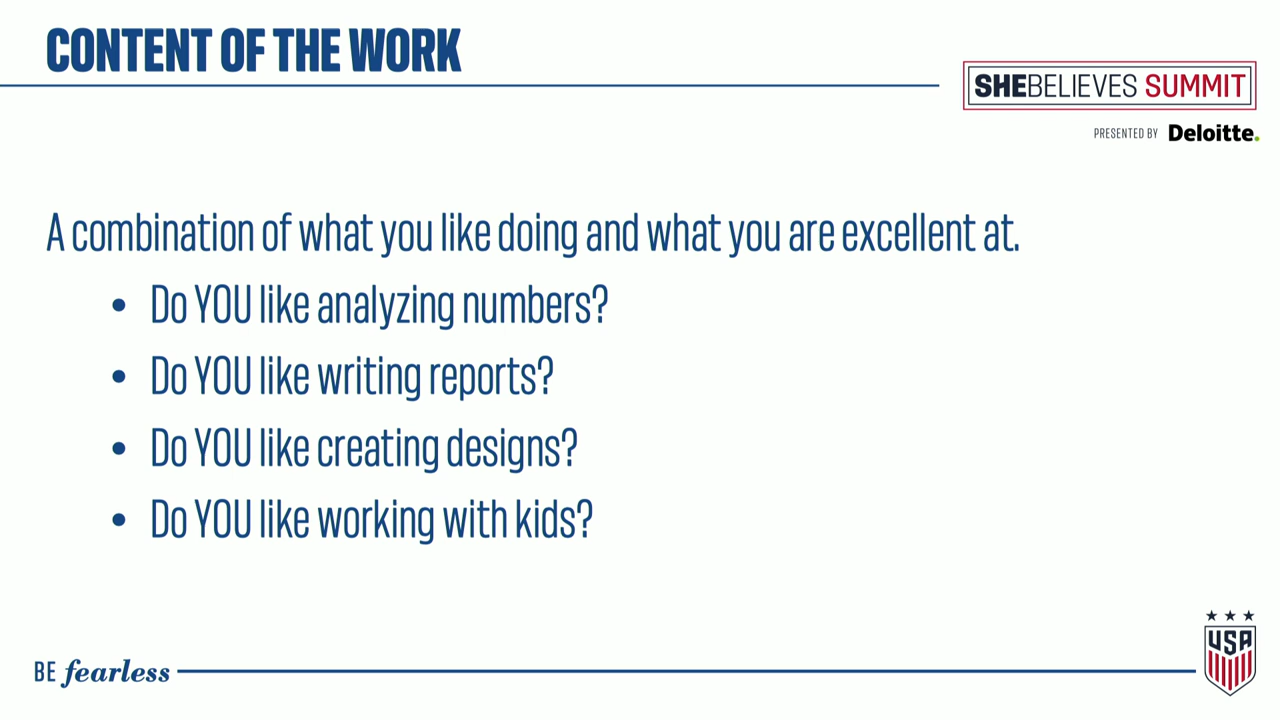 CONTENT OF THE WORK
SHEBELIEVES SUMMIT
PRESENTED BY Deloitte.
A combination of what you like doing and what you are excellent at.
• Do YOU like analyzing numbers?
• Do YOU like writing reports?
• Do YOU like creating designs?
• Do YOU like working with kids?
BE fearless
USA